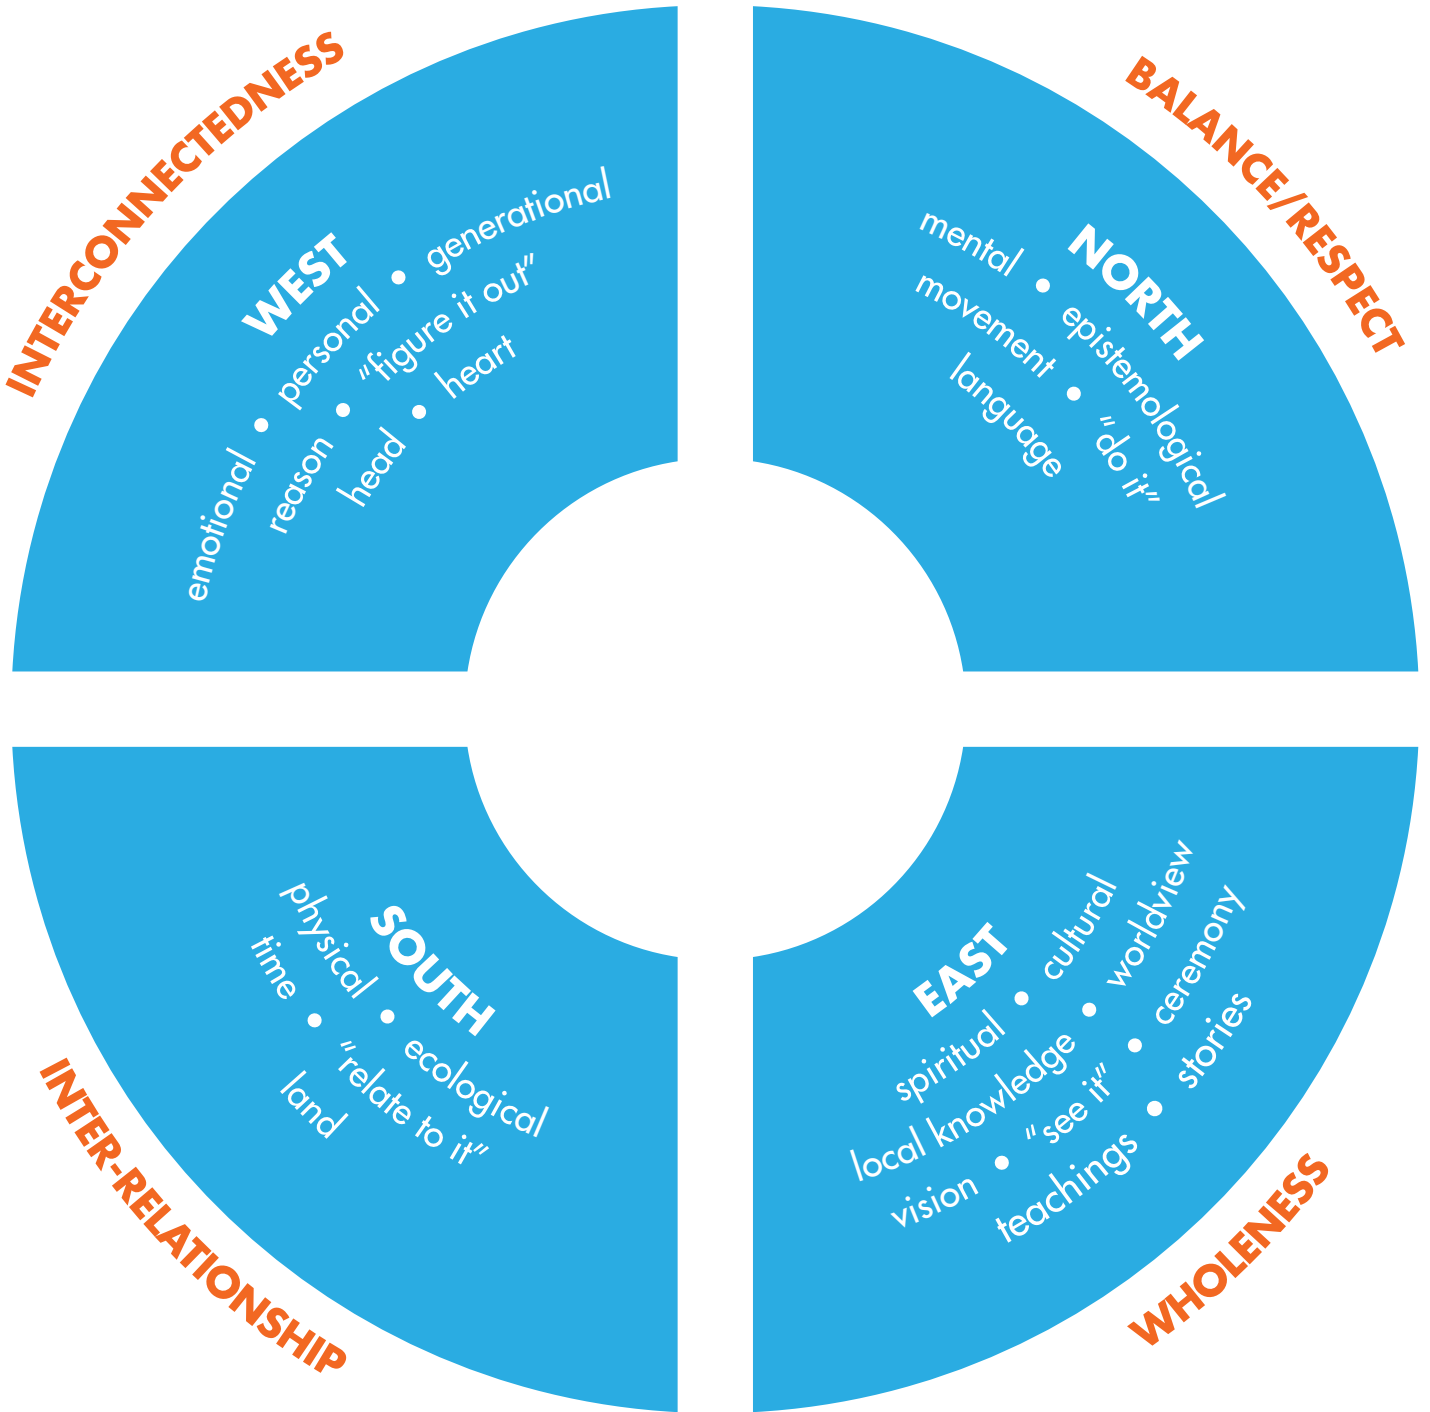 INTERCONNECTEDNESS
WEST
emotional • personal • generational
reason • “figure it out”
head • heart
BALANCE/RESPECT
NORTH
mental • epistemological
movement • “do it”
language
INTER-RELATIONSHIP
SOUTH
physical • ecological
time • “relate to it”
land
EAST
spiritual • cultural
local knowledge • worldview
vision • “see it” • ceremony
teachings • stories
WHOLENESS